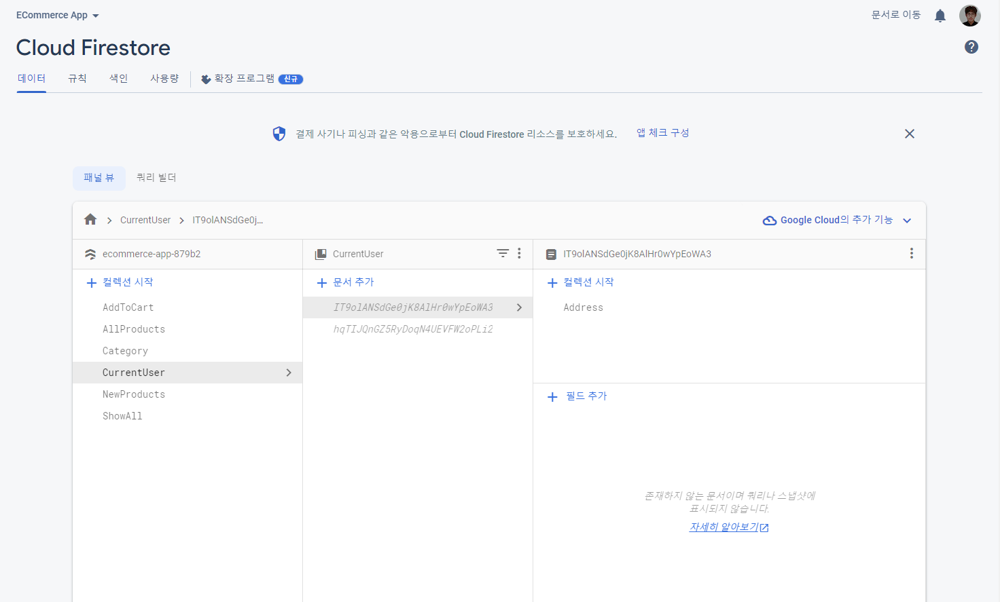 ECommerce App
문서로 이동
Cloud Firestore
데이터
규칙
색인
사용량
확장 프로그램
신규
결제 사기나 피싱과 같은 악용으로부터 Cloud Firestore 리소스를 보호하세요.
앱 체크 구성
패널 뷰
쿼리 빌더
CurrentUser
IT9olANSdGe0j...
Google Cloud의 추가 기능
ecommerce-app-879b2
CurrentUser
IT9olANSdGe0jK8AlHr0wYpEoWA3
컬렉션 시작
문서 추가
컬렉션 시작
AddToCart
IT9olANSdGe0jK8AlHr0wYpEoWA3
Address
AllProducts
hqTIJQnGZ5RyDoqN4UEVFW2oPLi2
Category
CurrentUser
NewProducts
필드 추가
ShowAll
존재하지 않는 문서이며 쿼리나 스냅샷에
표시되지 않습니다.
자세히 알아보기